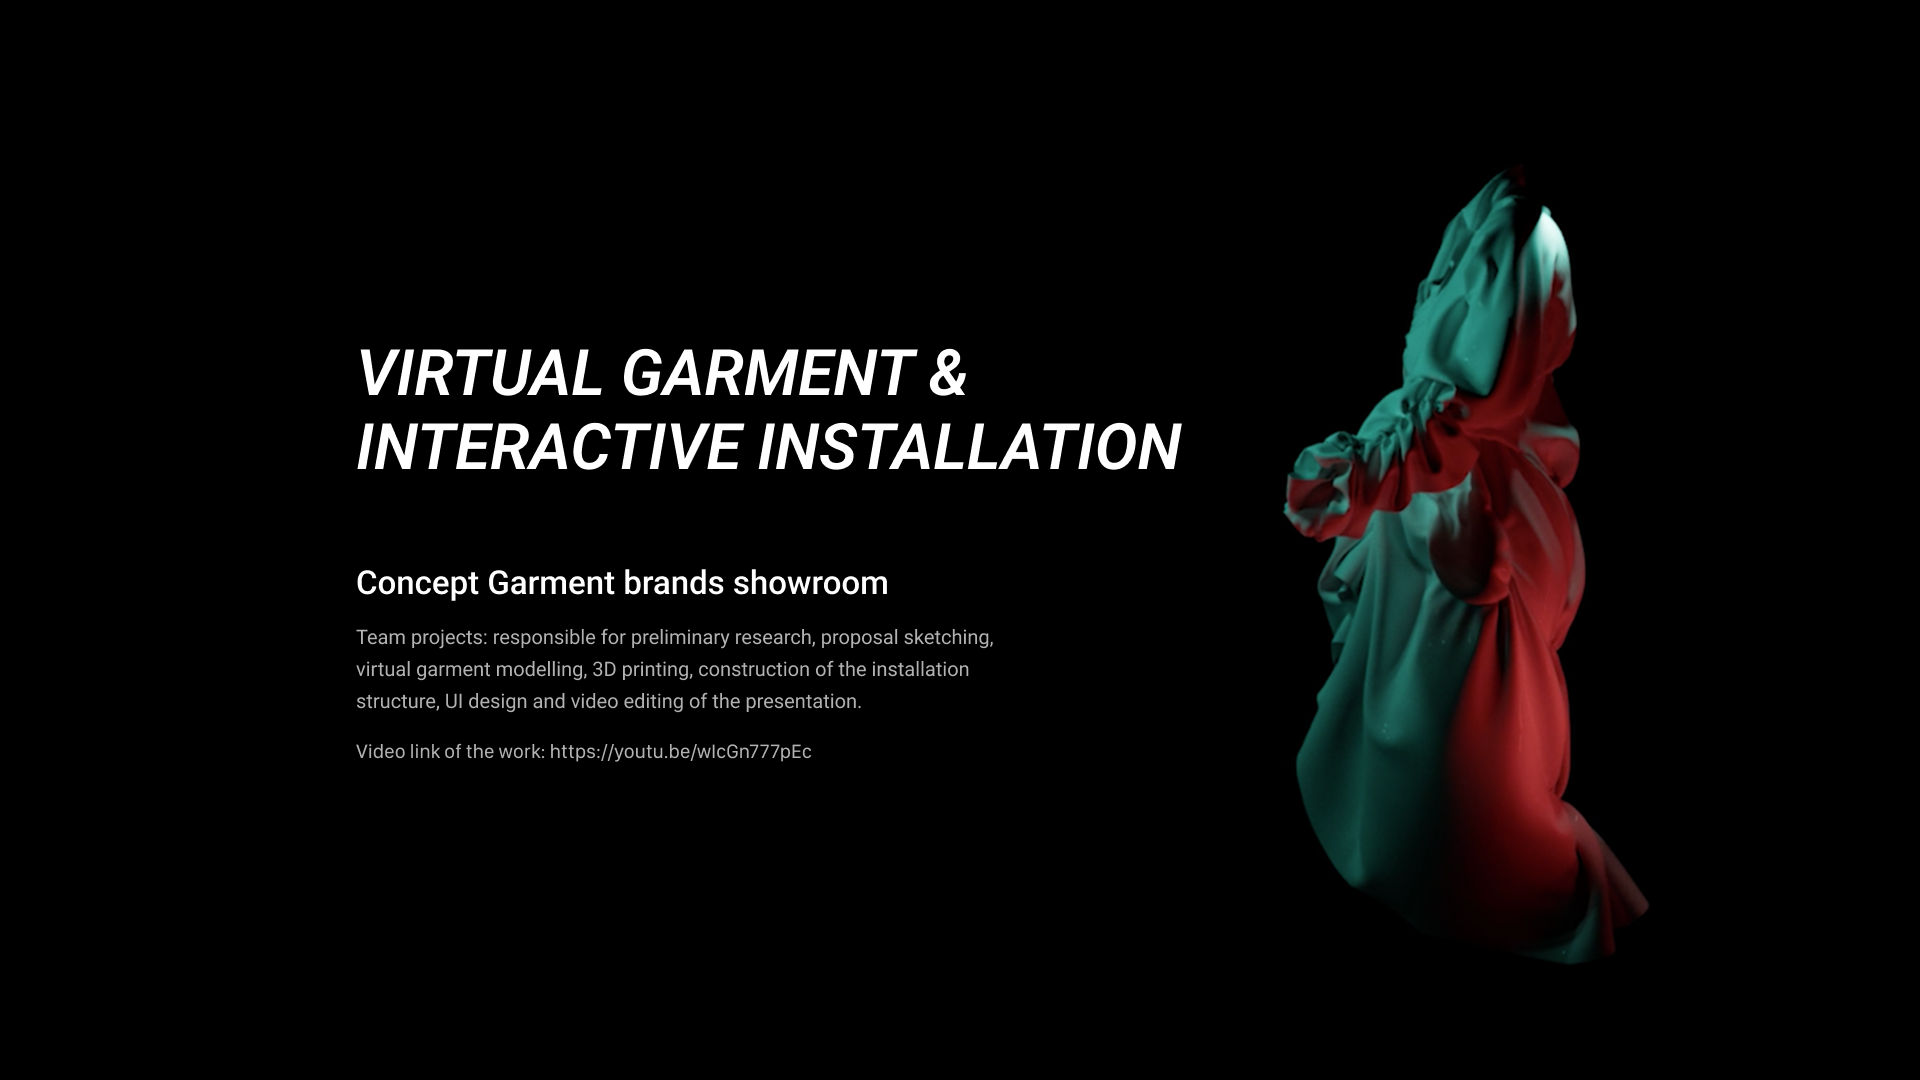 VIRTUAL GARMENT &
INTERACTIVE INSTALLATION
Concept Garment brands showroom
Team projects: responsible for preliminary research, proposal sketching,
virtual garment modelling, 3D printing, construction of the installation
structure, UI design and video editing of the presentation.
Video link of the work: https://youtu.be/wlcGn777pEc